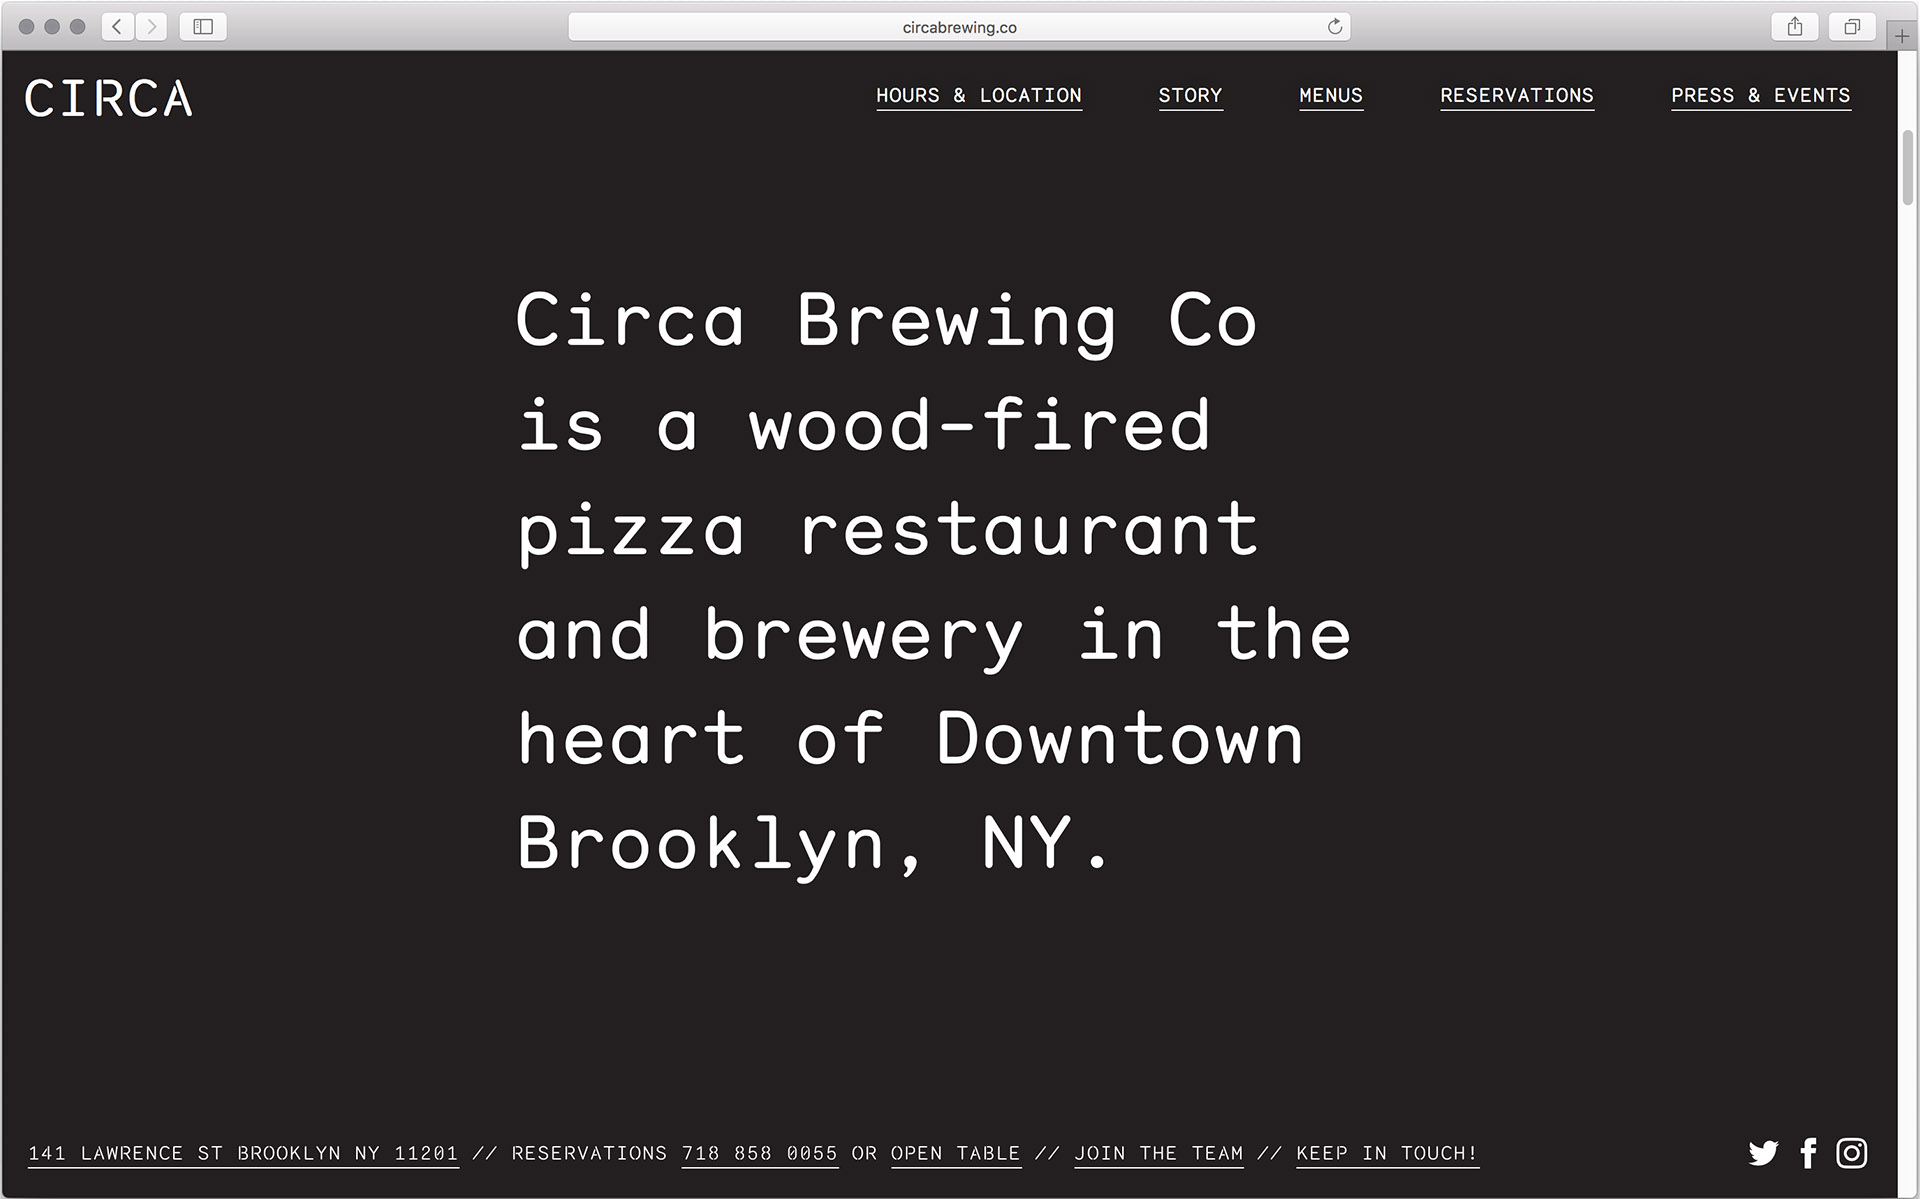 circabrewing.co
CIRCA
HOURS & LOCATION STORY MENUS RESERVATIONS PRESS & EVENTS
Circa Brewing Co
is a wood-fired
pizza restaurant
and brewery in the
heart of Downtown
Brooklyn, NY.
141 LAWRENCE ST BROOKLYN NY 11201 // RESERVATIONS 718 858 0055 OR OPEN TABLE // JOIN THE TEAM // KEEP IN TOUCH!